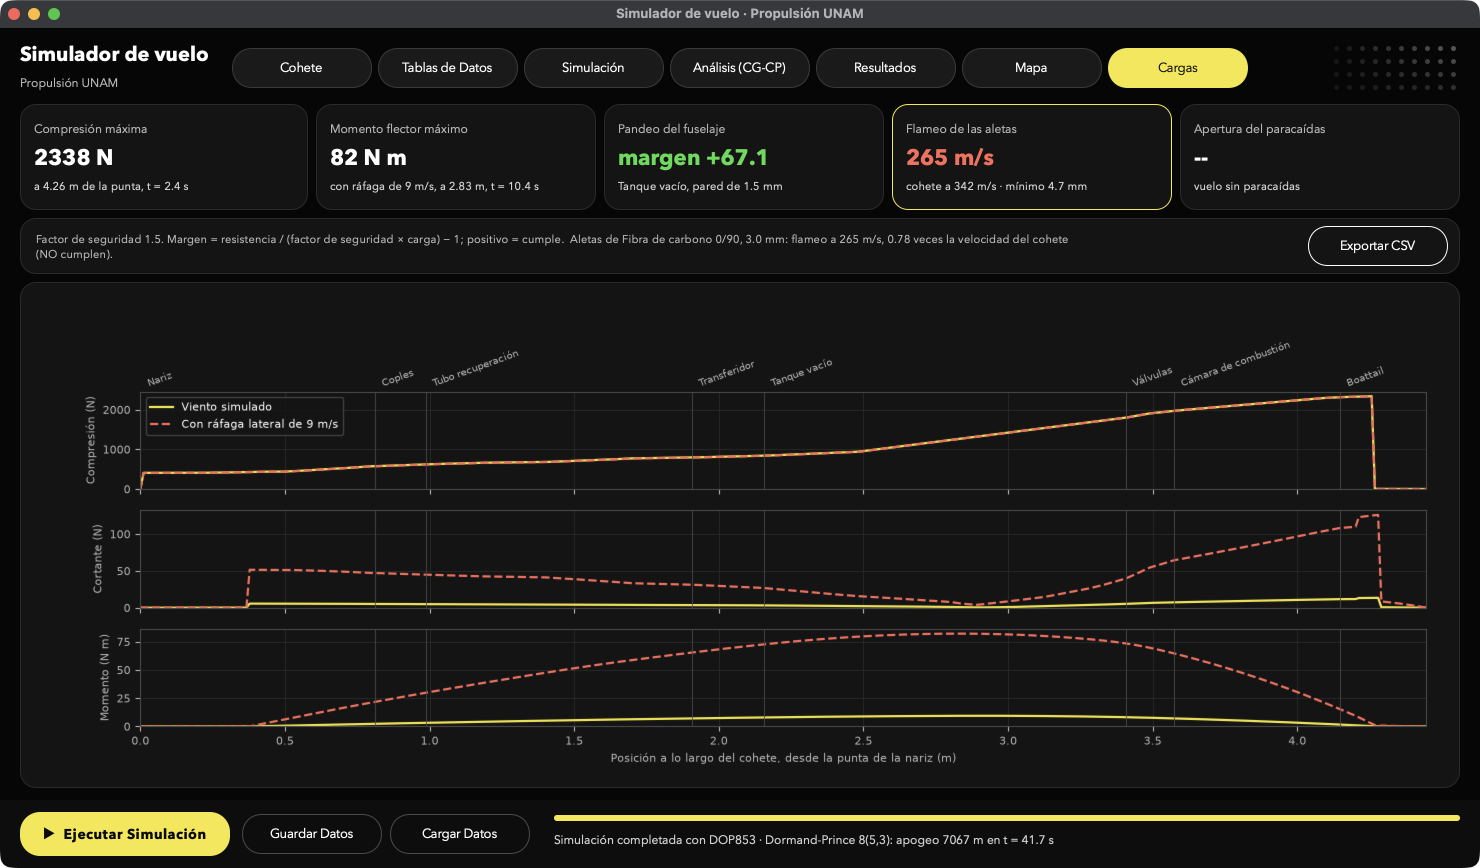 Simulador de vuelo · Propulsión UNAM
Simulador de vuelo
Propulsión UNAM
Cohete
Tablas de Datos
Simulación
Análisis (CG-CP)
Resultados
Mapa
Cargas
Compresión máxima
2338 N
a 4.26 m de la punta, t = 2.4 s
Momento flector máximo
82 N m
con ráfaga de 9 m/s, a 2.83 m, t = 10.4 s
Pandeo del fuselaje
margen +67.1
Tanque vacío, pared de 1.5 mm
Flameo de las aletas
265 m/s
cohete a 342 m/s · mínimo 4.7 mm
Apertura del paracaídas
--
vuelo sin paracaídas
Factor de seguridad 1.5. Margen = resistencia / (factor de seguridad × carga) − 1; positivo = cumple. Aletas de Fibra de carbono 0/90, 3.0 mm: flameo a 265 m/s, 0.78 veces la velocidad del cohete
(NO cumplen).
Exportar CSV
Nariz
Coples
Tubo recuperación
Transferidor
Tanque vacío
Válvulas
Cámara de combustión
Boattail
Compresión (N)
2000
1000
0
Viento simulado
Con ráfaga lateral de 9 m/s
Cortante (N)
100
50
0
Momento (N m)
75
50
25
0
0.0
0.5
1.0
1.5
2.0
2.5
3.0
3.5
4.0
Posición a lo largo del cohete, desde la punta de la nariz (m)
Ejecutar Simulación
Guardar Datos
Cargar Datos
Simulación completada con DOP853 · Dormand-Prince 8(5,3): apogeo 7067 m en t = 41.7 s